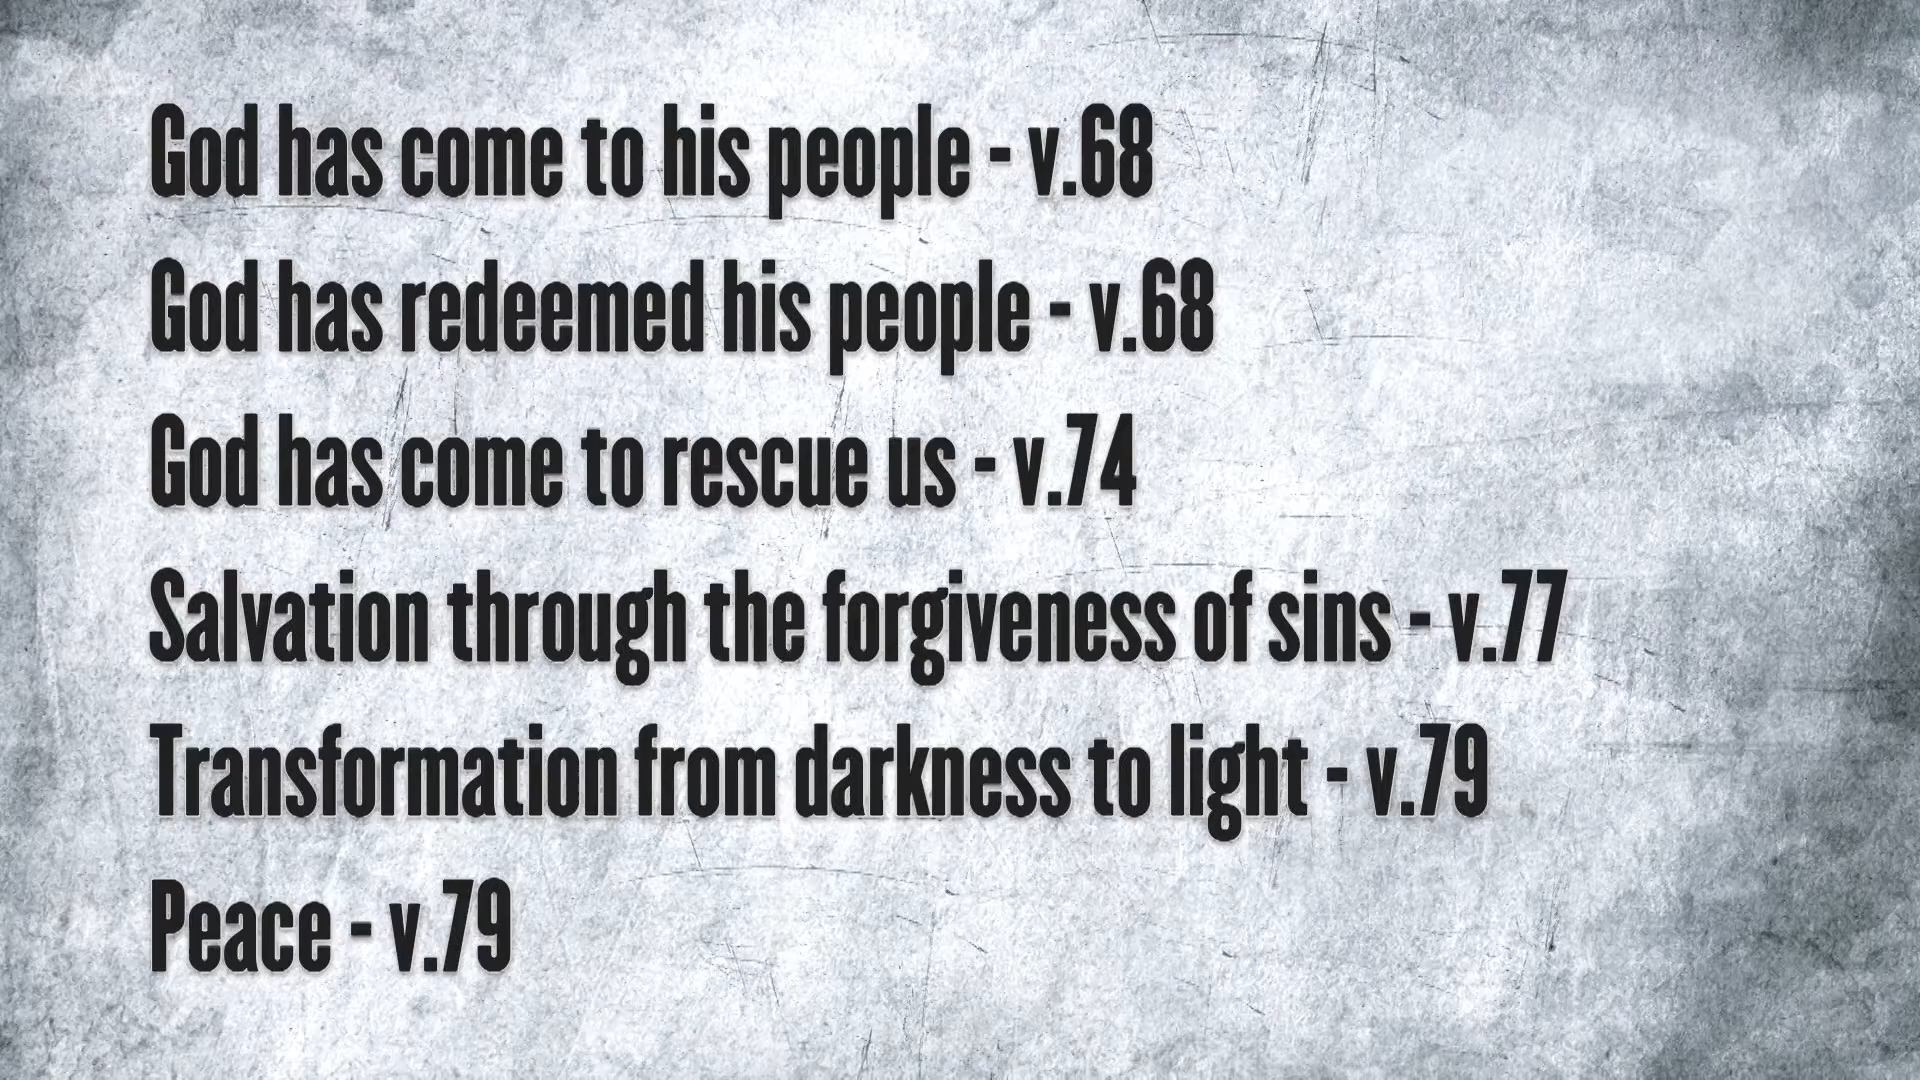 God has come to his people - v.68
God has redeemed his people - v.68
God has come to rescue us - v.74
Salvation through the forgiveness of sins - v.77
Transformation from darkness to light - v.79
Peace - v.79